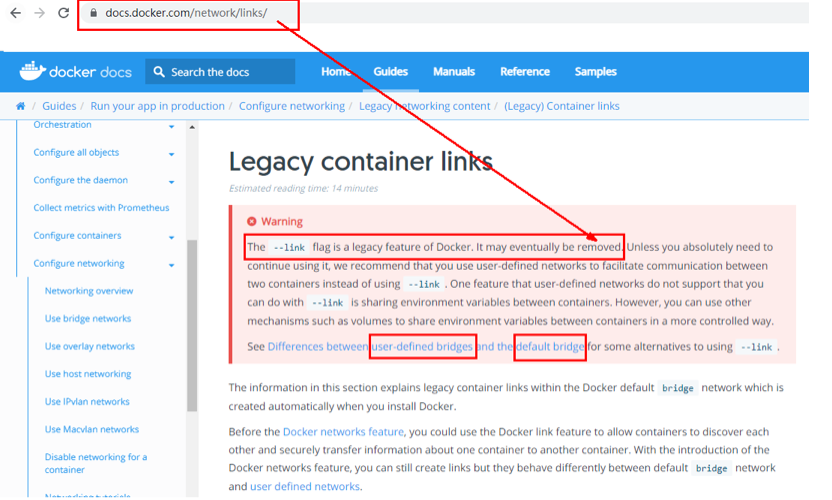 docs.docker.com/network/links/
docker docs
Search the docs
Home
Guides
Manuals
Reference
Samples
/ Guides / Run your app in production / Configure networking / Legacy networking content / (Legacy) Container links
Orchestration
Configure all objects
Configure the daemon
Collect metrics with Prometheus
Configure containers
Configure networking
Networking overview
Use bridge networks
Use overlay networks
Use host networking
Use IPvlan networks
Use Macvlan networks
Disable networking for a
container
Networking tutorials
Legacy container links
Estimated reading time: 14 minutes
Warning
The --link flag is a legacy feature of Docker. It may eventually be removed. Unless you absolutely need to
continue using it, we recommend that you use user-defined networks to facilitate communication between
two containers instead of using --link . One feature that user-defined networks do not support that you
can do with --link is sharing environment variables between containers. However, you can use other
mechanisms such as volumes to share environment variables between containers in a more controlled way.
See Differences between user-defined bridges and the default bridge for some alternatives to using --link .
The information in this section explains legacy container links within the Docker default bridge network which is
created automatically when you install Docker.
Before the Docker networks feature, you could use the Docker link feature to allow containers to discover each
other and securely transfer information about one container to another container. With the introduction of the
Docker networks feature, you can still create links but they behave differently between default bridge network
and user defined networks.